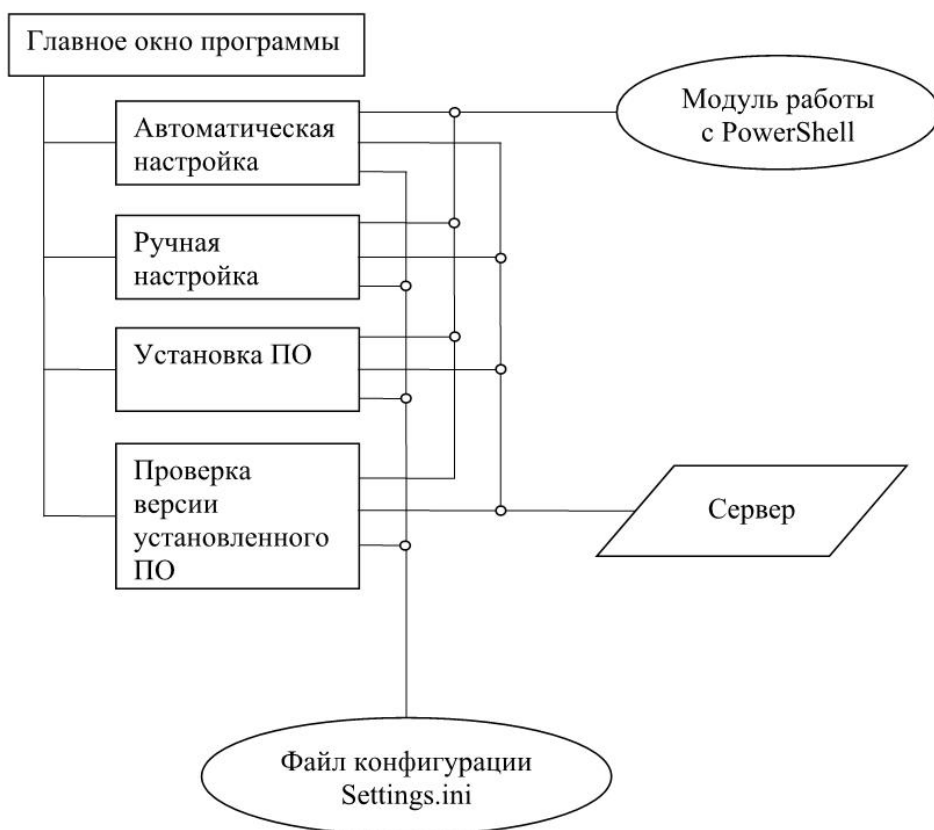 Главное окно программы
Автоматическая
настройка
Модуль работы
с PowerShell
Ручная
настройка
Установка ПО
Проверка
версии
установленного
ПО
Сервер
Файл конфигурации
Settings.ini